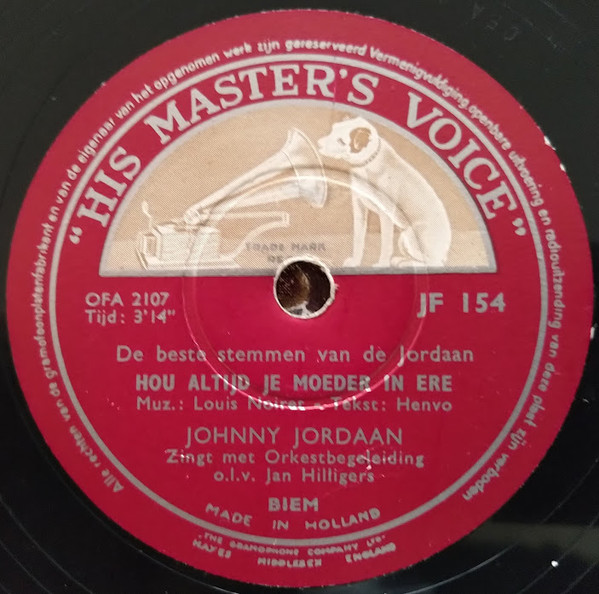 Alle rechten van de gramofoonplatenfabrikant en van de eigenaar van het opgenomen werk zijn gereserveerd Vermenigvuldiging, openbare uitvoering en radiouitzending van deze plaat zijn verboden
"HIS MASTER'S VOICE"
TRADE MARK
RE
OFA 2107
Tijd: 3'14"
JF 154
De beste stemmen van de Jordaan
HOU ALTIJD JE MOEDER IN ERE
Muz.: Louis Noiret - Tekst: Henvo
JOHNNY JORDAAN
Zingt met Orkestbegeleiding
o.l.v. Jan Hilligers
BIEM
MADE IN HOLLAND
THE GRAMOPHONE COMPANY LTD.
HAYES MIDDLESEX ENGLAND